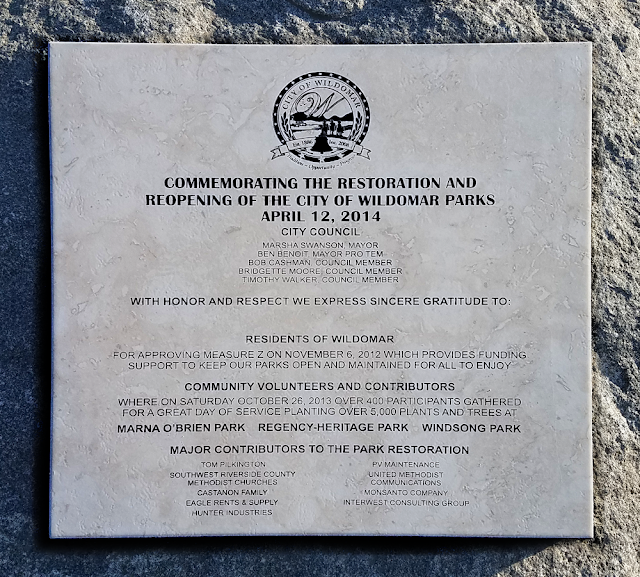 CITY OF WILDOMAR
Est. 1886 Inc. 2008
COMMEMORATING THE RESTORATION AND
REOPENING OF THE CITY OF WILDOMAR PARKS
APRIL 12, 2014
CITY COUNCIL
MARSHA SWANSON, MAYOR
BEN BENOIT, MAYOR PRO TEM
BOB CASHMAN, COUNCIL MEMBER
BRIDGETTE MOORE, COUNCIL MEMBER
TIMOTHY WALKER, COUNCIL MEMBER
WITH HONOR AND RESPECT WE EXPRESS SINCERE GRATITUDE TO:
RESIDENTS OF WILDOMAR
FOR APPROVING MEASURE Z ON NOVEMBER 6, 2012 WHICH PROVIDES FUNDING
SUPPORT TO KEEP OUR PARKS OPEN AND MAINTAINED FOR ALL TO ENJOY
COMMUNITY VOLUNTEERS AND CONTRIBUTORS
WHERE ON SATURDAY OCTOBER 26, 2013 OVER 400 PARTICIPANTS GATHERED
FOR A GREAT DAY OF SERVICE PLANTING OVER 5,000 PLANTS AND TREES AT
MARNA O'BRIEN PARK REGENCY-HERITAGE PARK WINDSONG PARK
MAJOR CONTRIBUTORS TO THE PARK RESTORATION
TOM PILKINGTON
SOUTHWEST RIVERSIDE COUNTY
METHODIST CHURCHES
CASTANON FAMILY
EAGLE RENTS & SUPPLY
HUNTER INDUSTRIES
PV MAINTENANCE
UNITED METHODIST
COMMUNICATIONS
MONSANTO COMPANY
INTERWEST CONSULTING GROUP